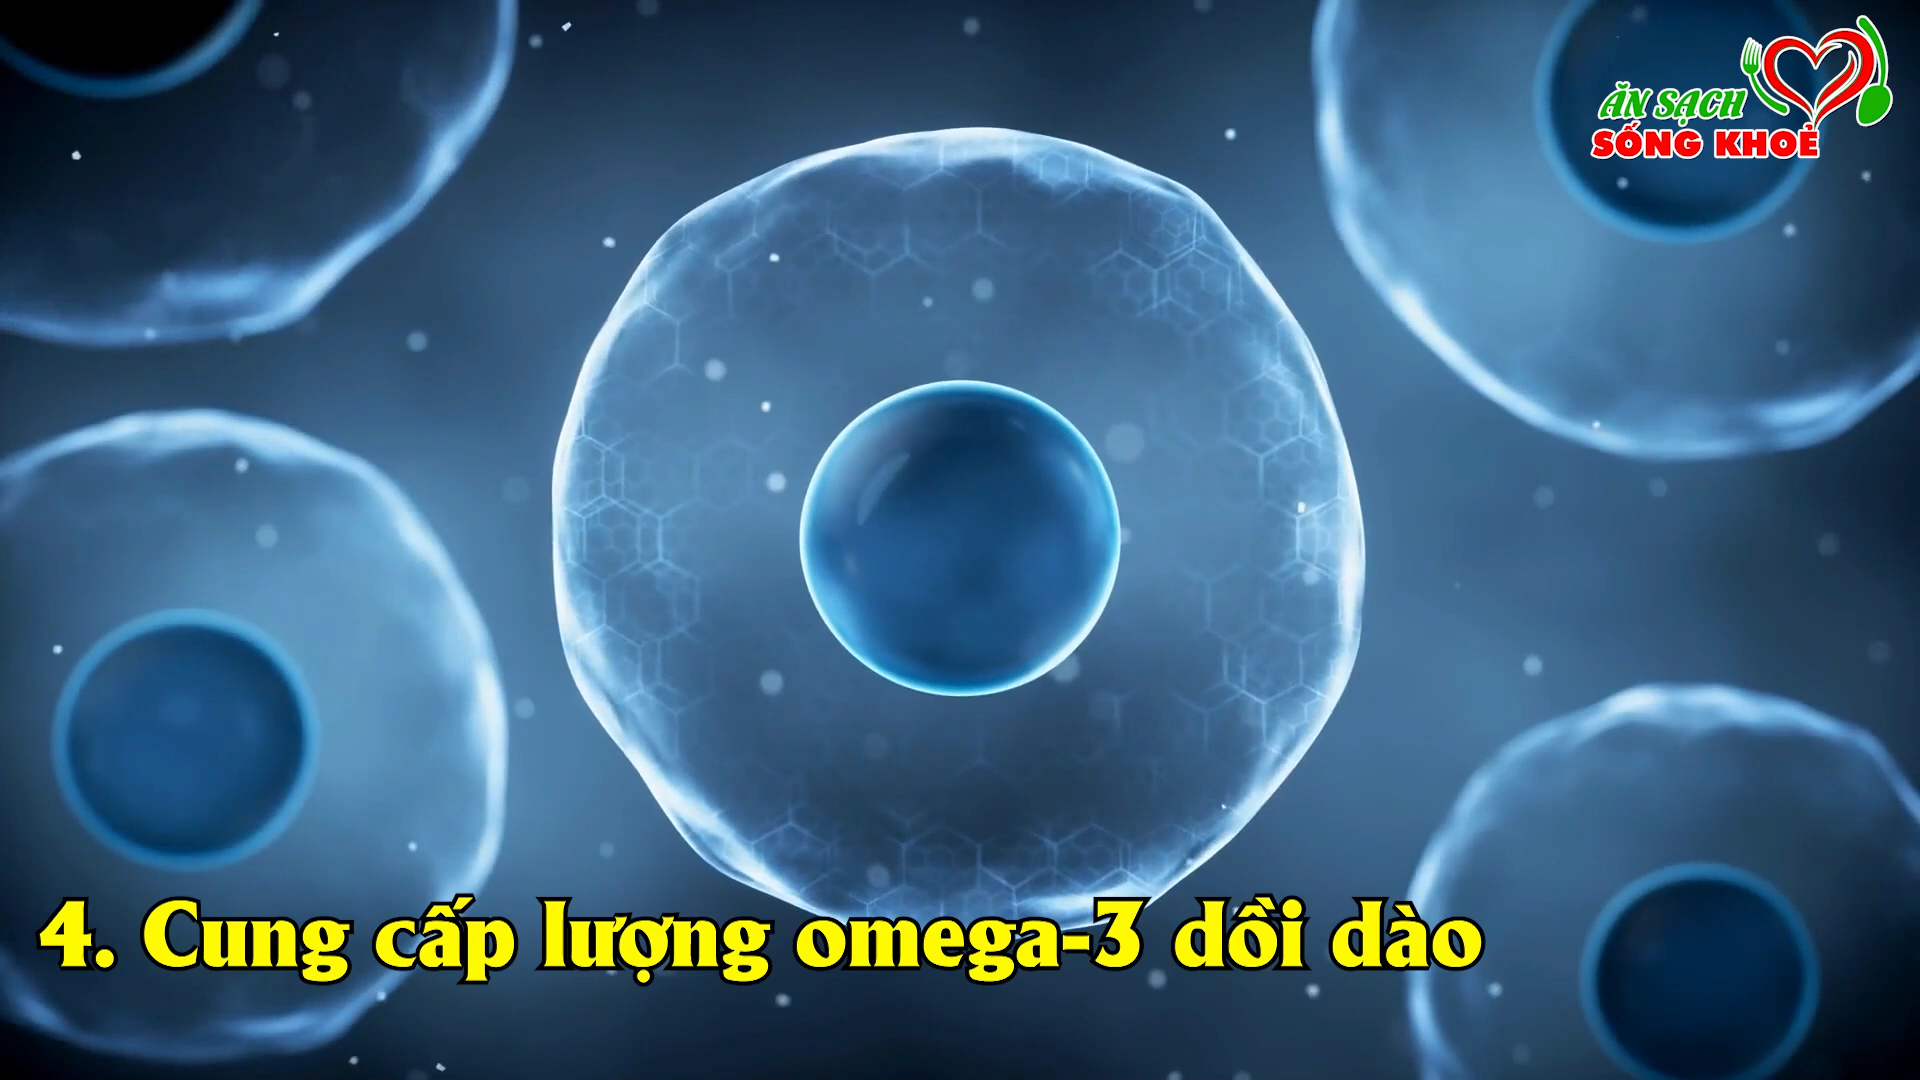 ĂN SẠCH
SỐNG KHOẺ
4. Cung cấp lượng omega-3 dồi dào